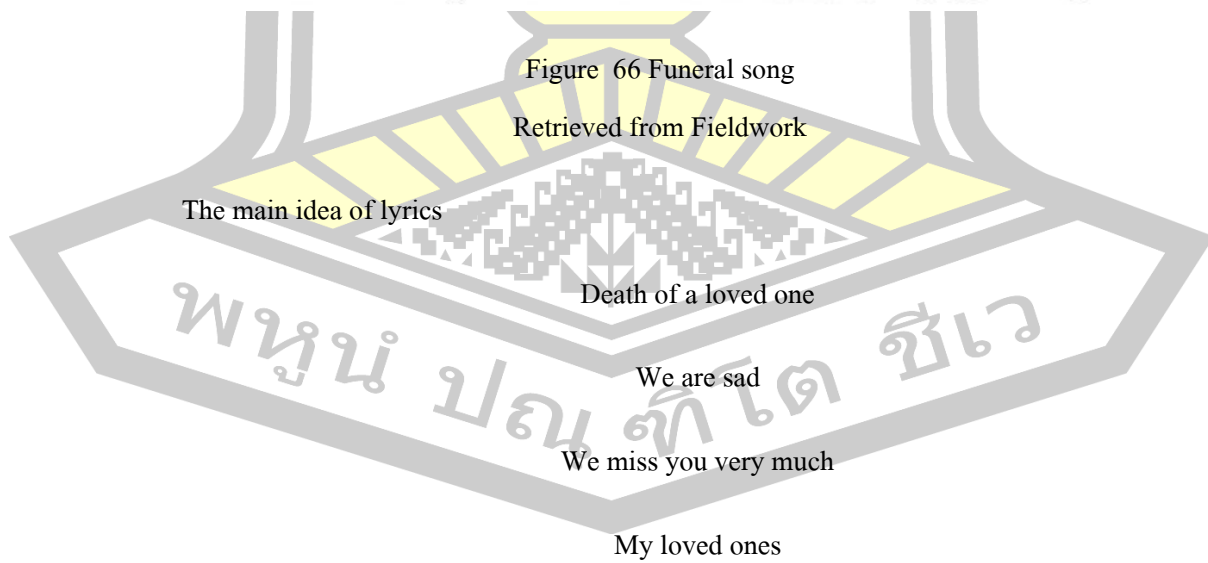 Figure 66 Funeral song
Retrieved from Fieldwork
The main idea of lyrics
Death of a loved one
We are sad
We miss you very much
My loved ones
พหูนํ ปณฺฑิโต ชีเว